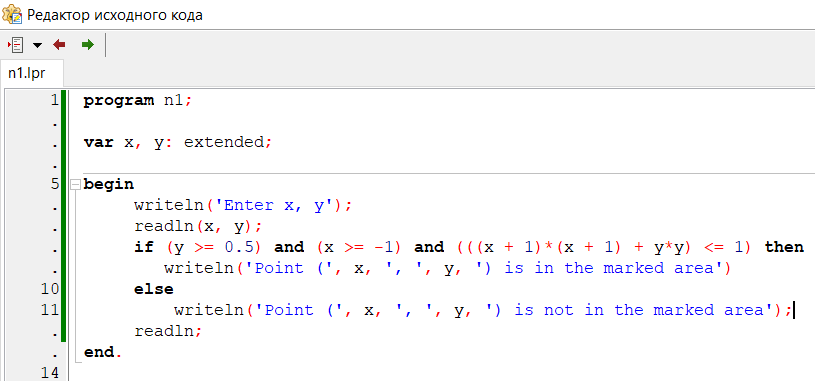 Редактор исходного кода
n1.lpr
1 program n1;
.
. var x, y: extended;
.
5 begin
. writeln('Enter x, y');
. readln(x, y);
. if (y >= 0.5) and (x >= -1) and (((x + 1)*(x + 1) + y*y) <= 1) then
. writeln('Point (', x, ', ', y, ') is in the marked area')
10 else
11 writeln('Point (', x, ', ', y, ') is not in the marked area');
. readln;
. end.
14